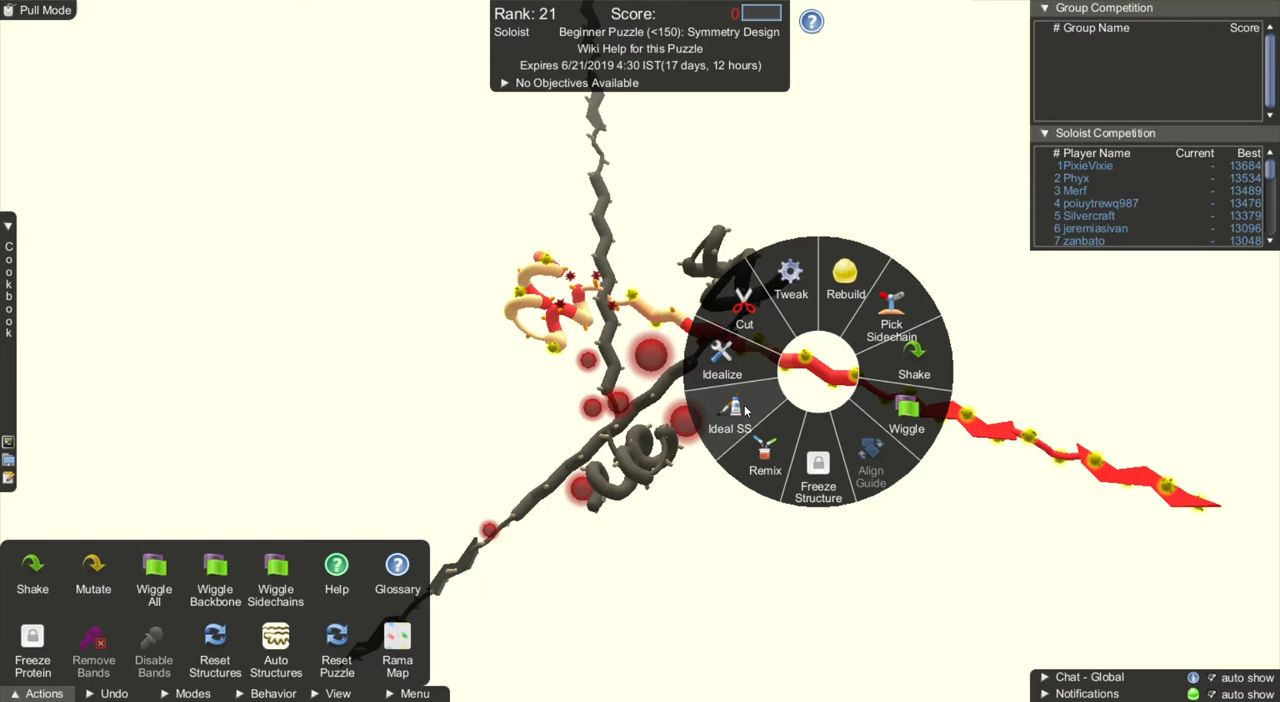 Pull Mode
Rank: 21 Score: 0
Soloist Beginner Puzzle (<150): Symmetry Design
Wiki Help for this Puzzle
Expires 6/21/2019 4:30 IST(17 days, 12 hours)
No Objectives Available
Group Competition
# Group Name Score
Soloist Competition
# Player Name Current Best
1PixieVixie - 13684
2 Phyx - 13534
3 Merf - 13489
4 poiuytrewq987 - 13476
5 Silvercraft - 13379
6 jeremiasivan - 13096
7 zanbato - 13048
Cookbook
Tweak
Rebuild
Cut
Pick
Sidechain
Idealize
Shake
Ideal SS
Wiggle
Remix
Freeze
Structure
Align
Guide
Shake
Mutate
Wiggle
All
Wiggle
Backbone
Wiggle
Sidechains
Help
Glossary
Freeze
Protein
Remove
Bands
Disable
Bands
Reset
Structures
Auto
Structures
Reset
Puzzle
Rama
Map
Actions Undo Modes Behavior View Menu
Chat - Global auto show
Notifications auto show